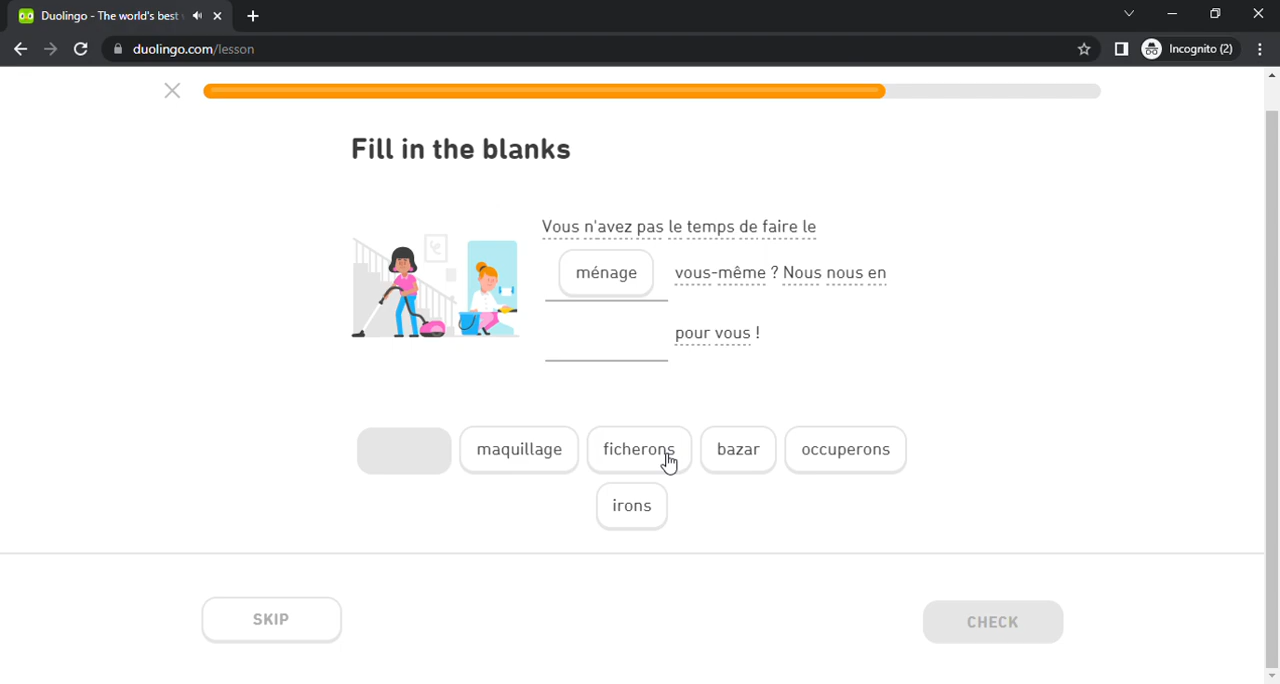 Duolingo - The world's best
duolingo.com/lesson
Incognito (2)
Fill in the blanks
Vous n'avez pas le temps de faire le
ménage vous-même ? Nous nous en
pour vous !
maquillage ficherons bazar occuperons
irons
SKIP CHECK